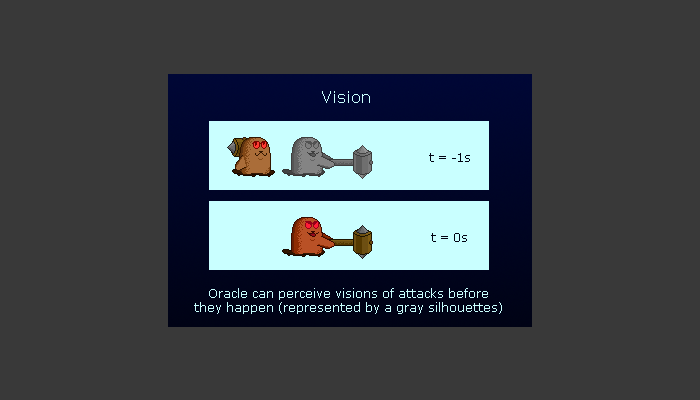 Vision
t = -1s
t = 0s
Oracle can perceive visions of attacks before
they happen (represented by a gray silhouettes)